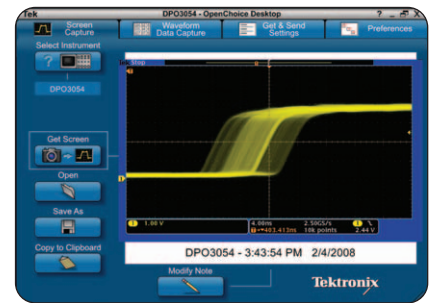 Tek
DPO3054 - OpenChoice Desktop
Screen Capture
Waveform Data Capture
Get & Send Settings
Preferences
Select Instrument
DPO3054
Get Screen
Open
Save As
Copy to Clipboard
Stop
1.00 V
4.00ns
2.50GS/s
10k points
2.44 V
DPO3054 - 3:43:54 PM 2/4/2008
Modify Note
Tektronix